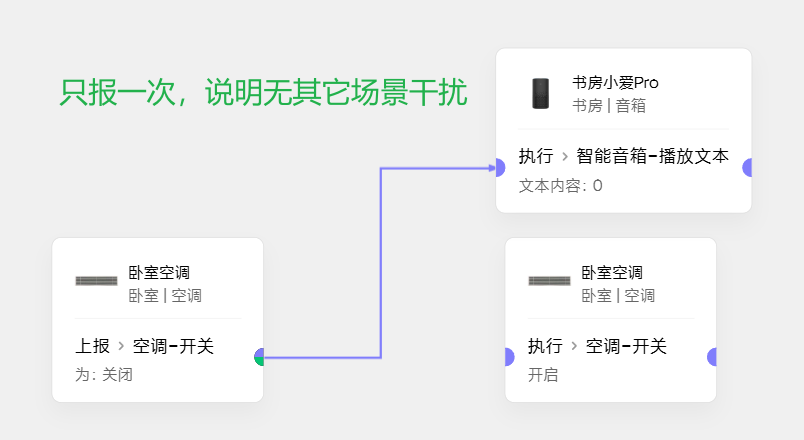 只报一次，说明无其它场景干扰
书房小爱Pro
书房 | 音箱
执行 > 智能音箱-播放文本
文本内容: 0
卧室空调
卧室 | 空调
上报 > 空调-开关
为: 关闭
卧室空调
卧室 | 空调
执行 > 空调-开关
开启